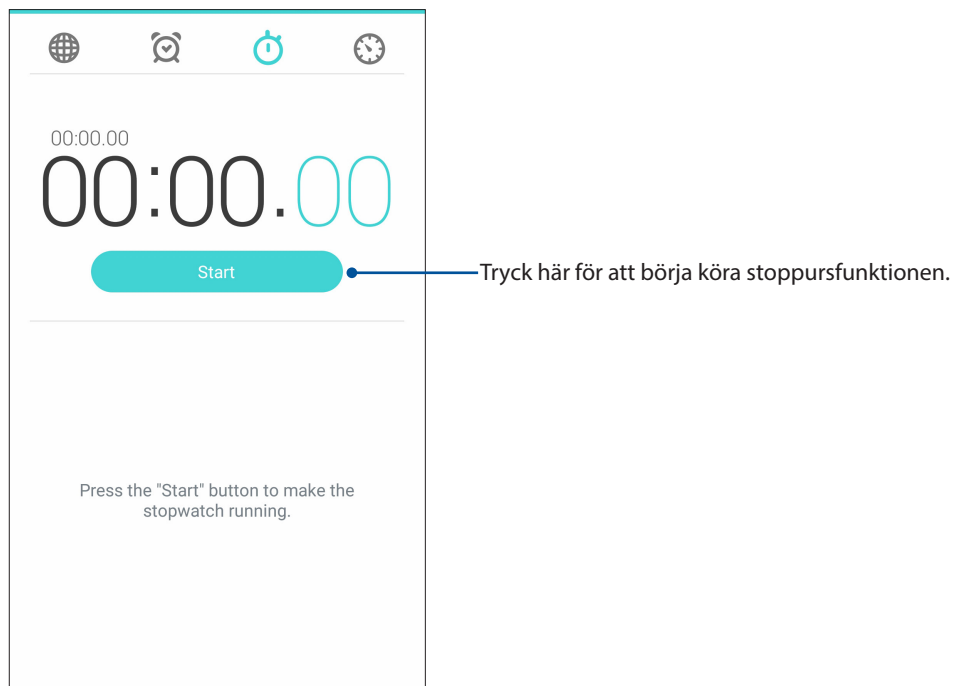 00:00.00
00:00.00
Start
Tryck här för att börja köra stoppursfunktionen.
Press the "Start" button to make the
stopwatch running.